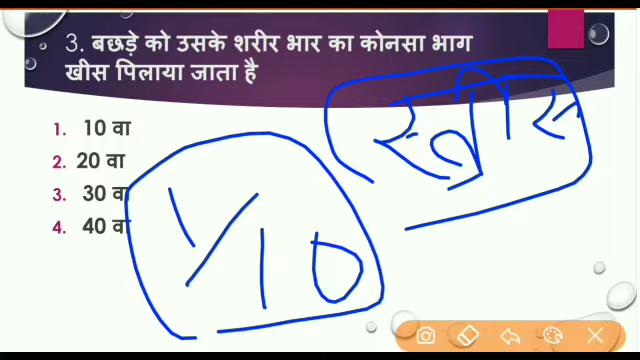 3. बछड़े को उसके शरीर भार का कोनसा भाग
खीस पिलाया जाता है
1. 10 वा
2. 20 वा
3. 30 वा
4. 40 वा
1/10
खीस